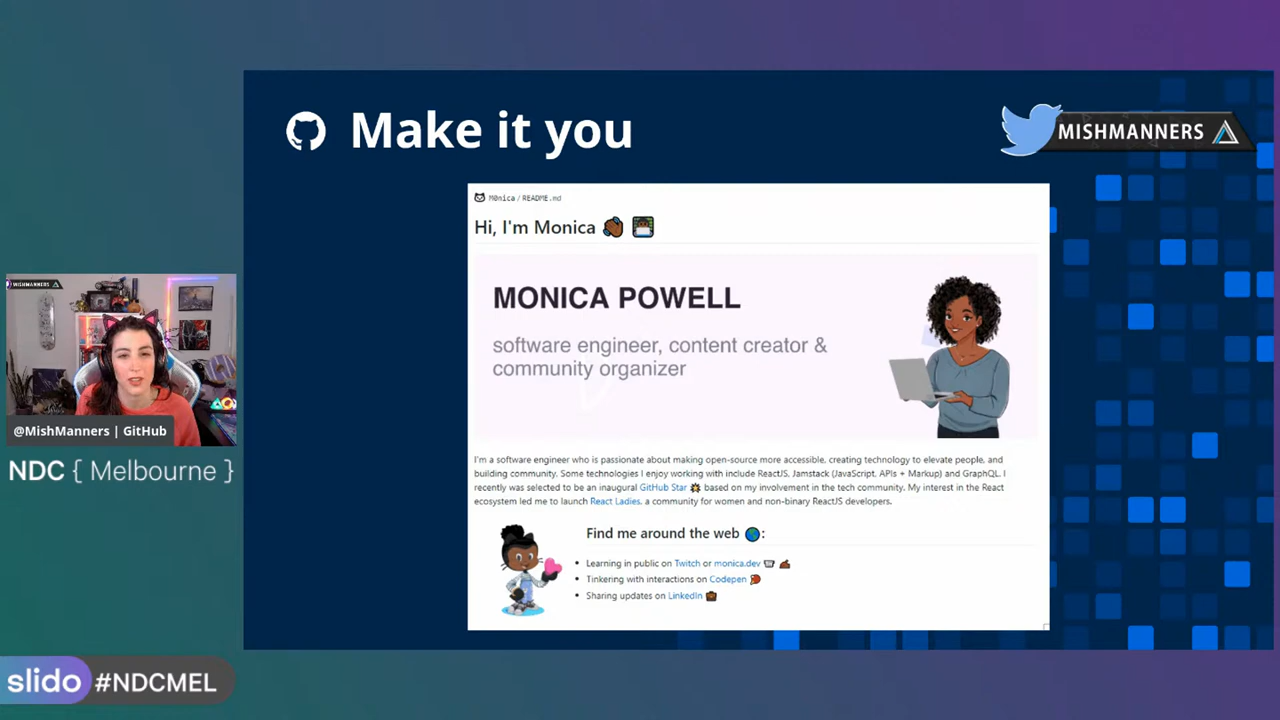 Make it you
MISHMANNERS
M0nica / README.md
Hi, I'm Monica
MONICA POWELL
software engineer, content creator &
community organizer
I'm a software engineer who is passionate about making open-source more accessible, creating technology to elevate people, and
building community. Some technologies I enjoy working with include ReactJS, Jamstack (JavaScript, APIs + Markup) and GraphQL. I
recently was selected to be an inaugural GitHub Star 🌟 based on my involvement in the tech community. My interest in the React
ecosystem led me to launch React Ladies, a community for women and non-binary ReactJS developers.
Find me around the web 🌎:
• Learning in public on Twitch or monica.dev
• Tinkering with interactions on Codepen
• Sharing updates on LinkedIn 💼
MISHMANNERS
@MishManners | GitHub
NDC { Melbourne }
slido #NDCMEL